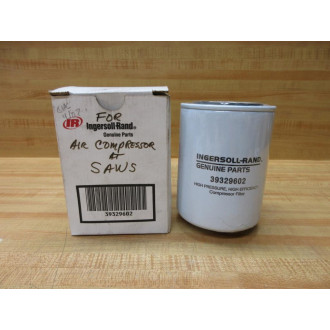 FOR
IR
Ingersoll-Rand®
Genuine Parts
AIR COMPRESSOR
AT
SAWS
39329602
INGERSOLL-RAND®
GENUINE PARTS
39329602
HIGH PRESSURE, HIGH EFFICIENCY
Compressor Filter